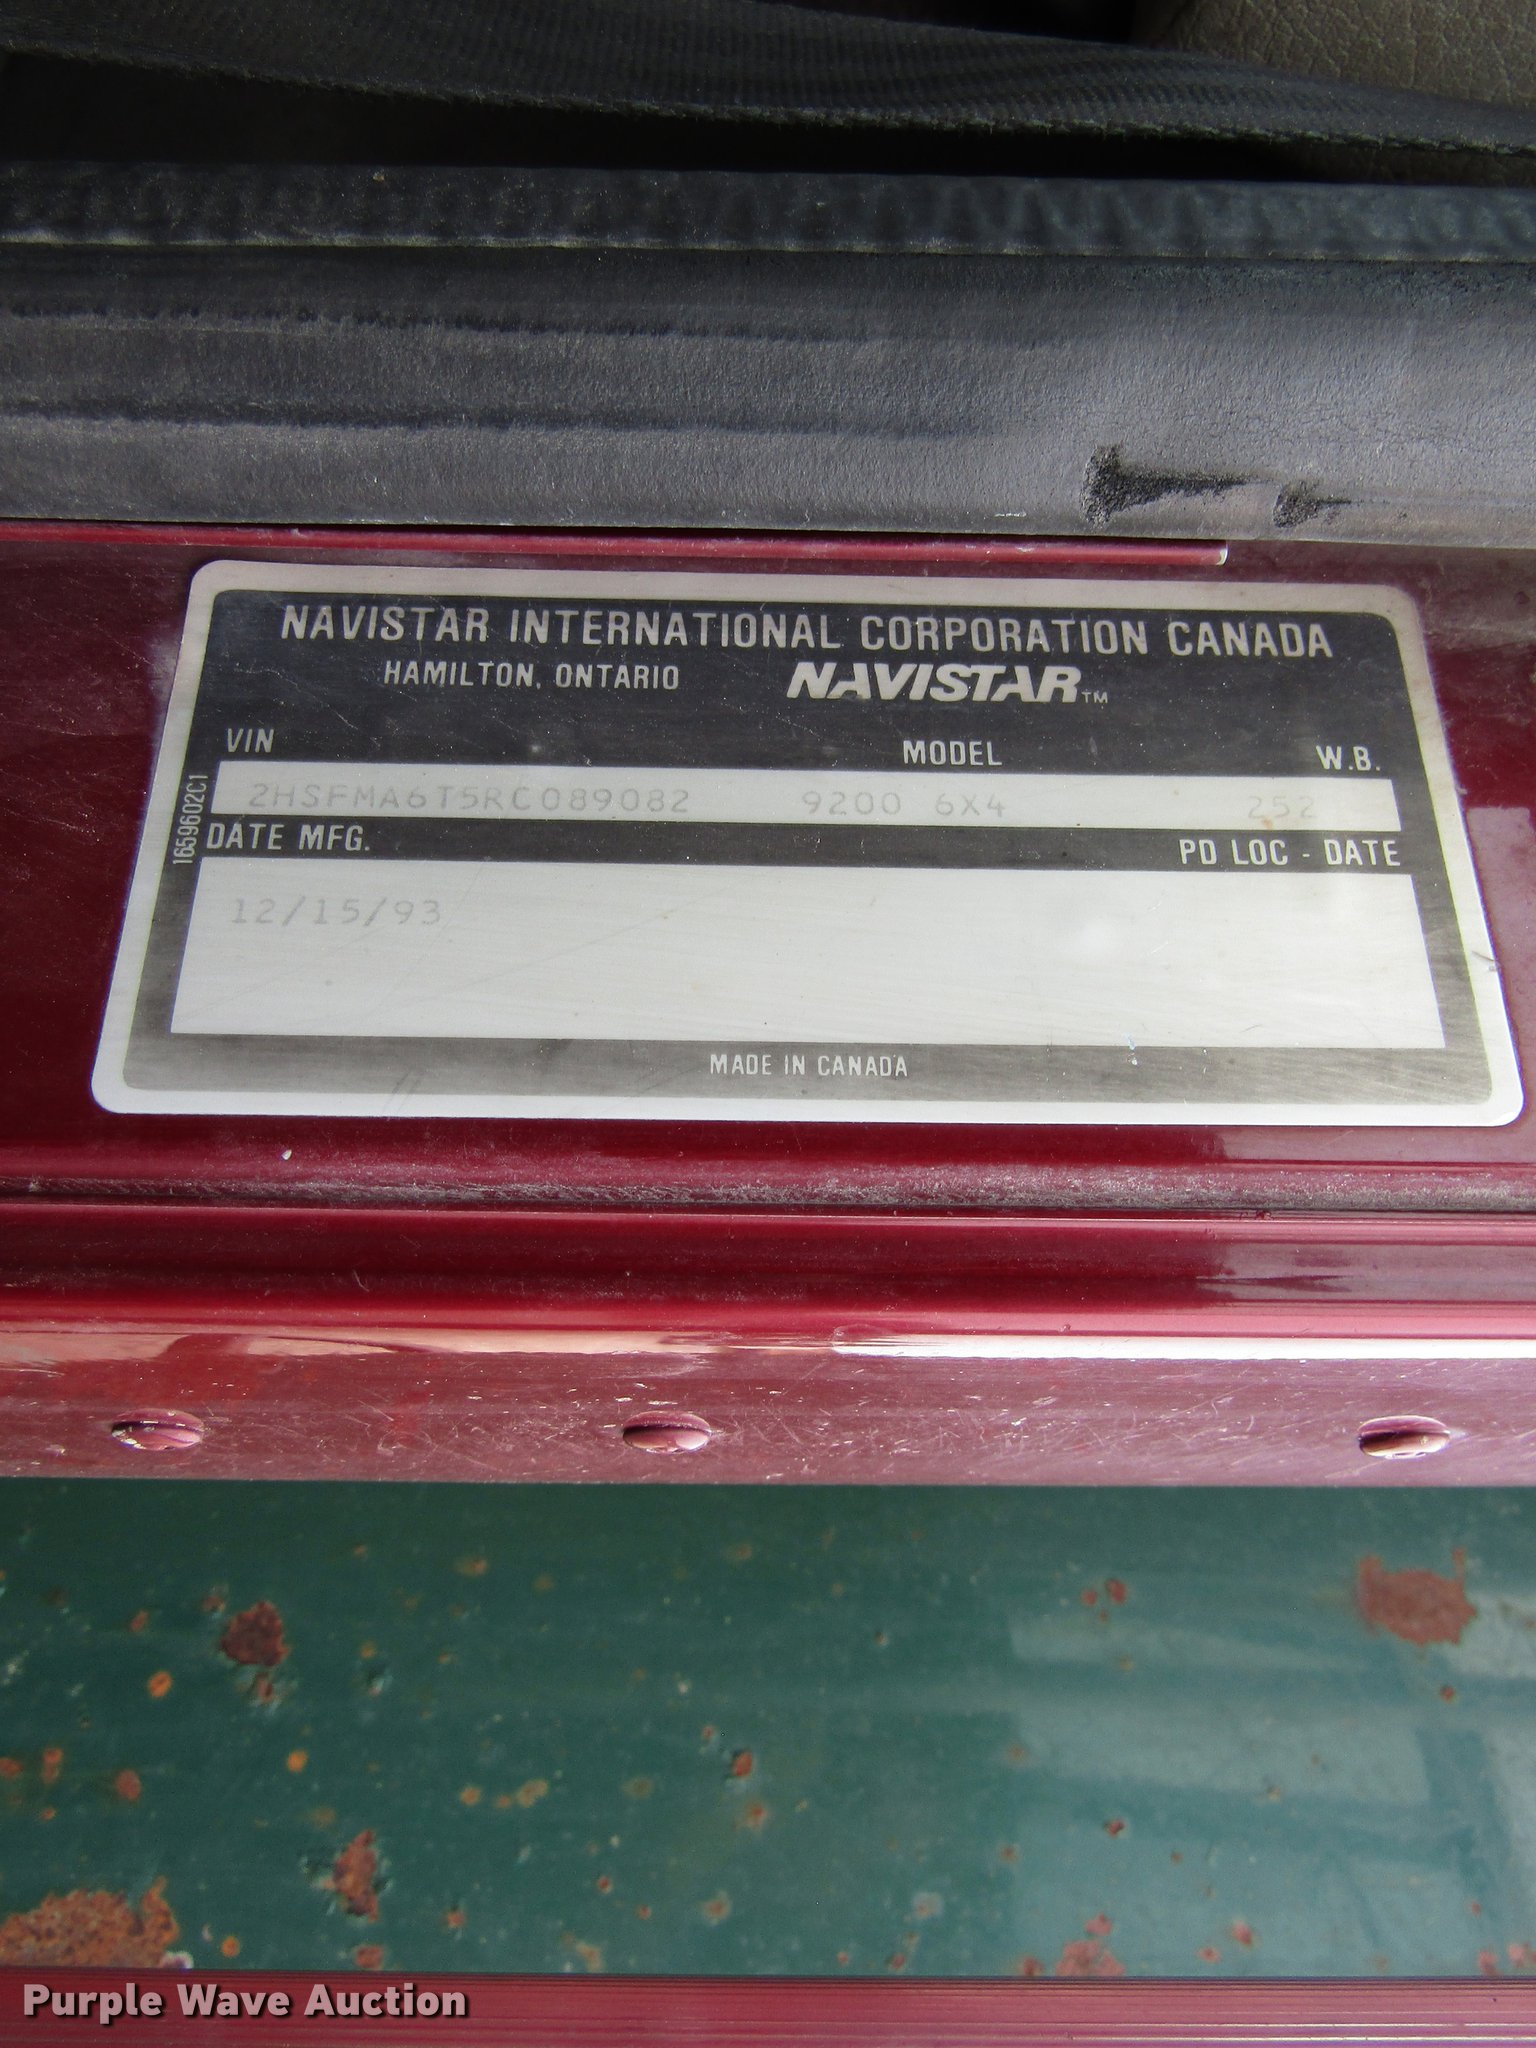 NAVISTAR INTERNATIONAL CORPORATION CANADA
HAMILTON, ONTARIO NAVISTAR™
VIN MODEL W.B.
2HSFMA6T5RC089082 9200 6X4 252
1659602C1
DATE MFG. PD LOC - DATE
12/15/93
MADE IN CANADA
Purple Wave Auction